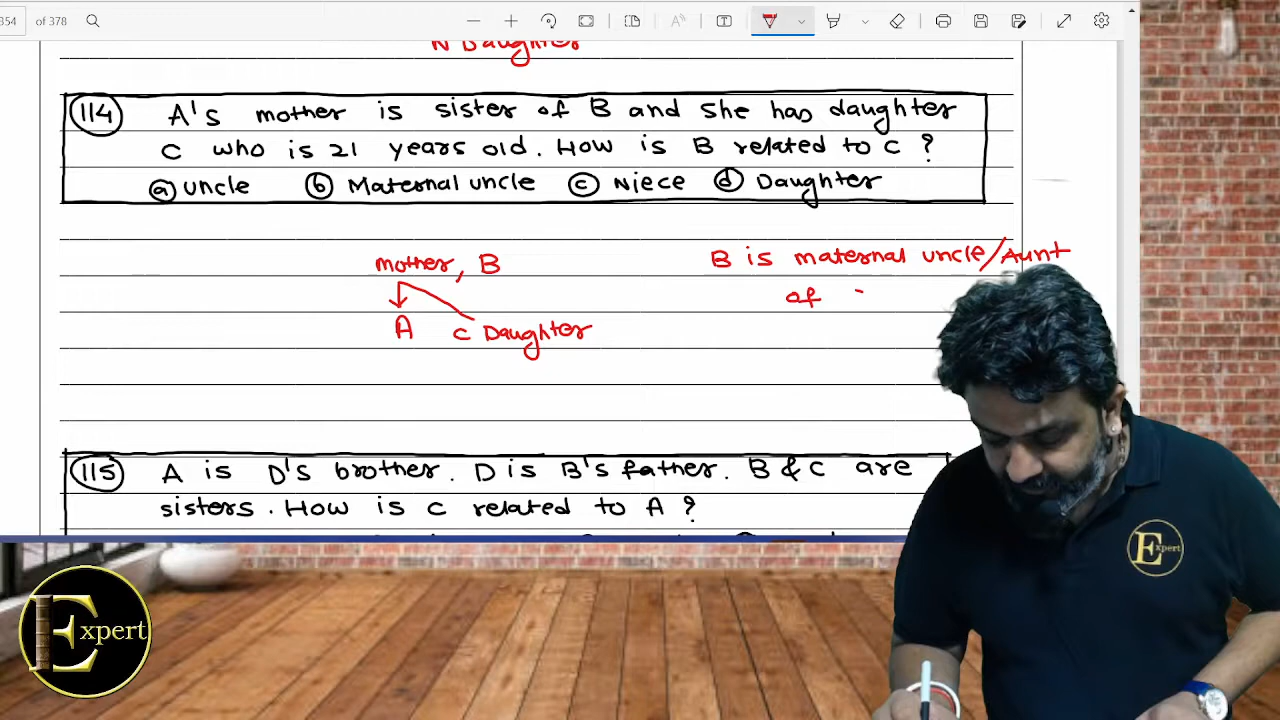 354 of 378
N Daughter
114 A's mother is sister of B and she has daughter
C who is 21 years old. How is B related to C ?
a uncle b Maternal uncle c Niece d Daughter
mother, B
A C Daughter
B is maternal uncle/Aunt
of
115 A is D's brother. D is B's father. B & C are
sisters. How is C related to A ?
Expert
Expert